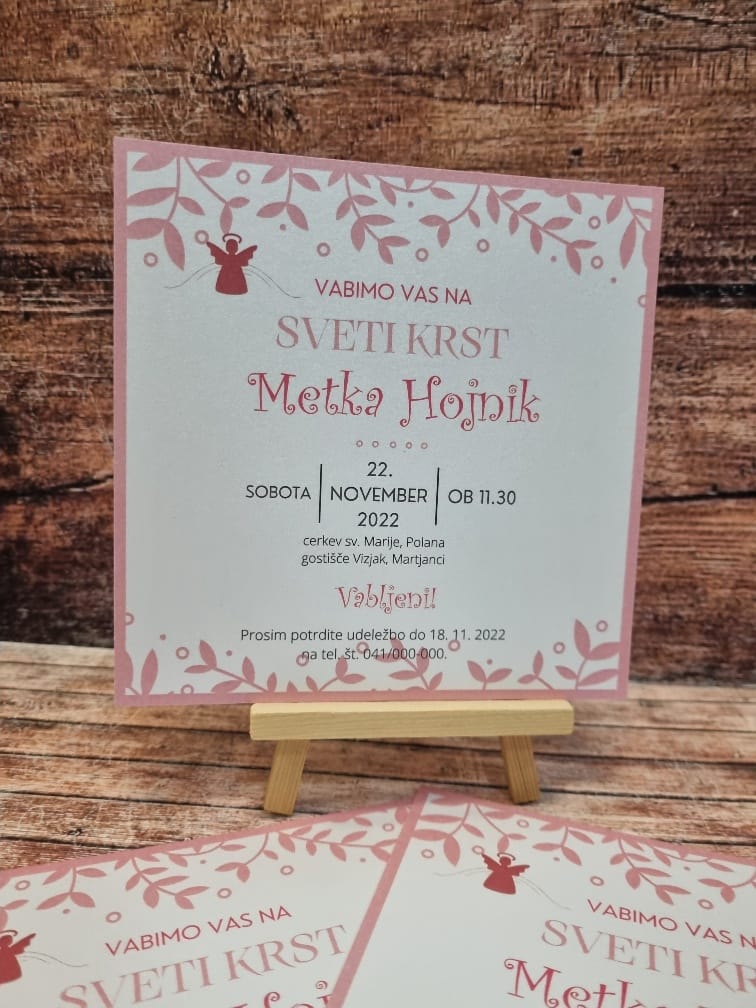 VABIMO VAS NA
SVETI KRST
Metka Hojnik
SOBOTA
22.
NOVEMBER
2022
OB 11.30
cerkev sv. Marije, Polana
gostišče Vizjak, Martjanci
Vabljeni!
Prosim potrdite udeležbo do 18. 11. 2022
na tel. št. 041/000-000.
VABIMO VAS NA
SVETI KRST
VABIMO VAS
SVETI